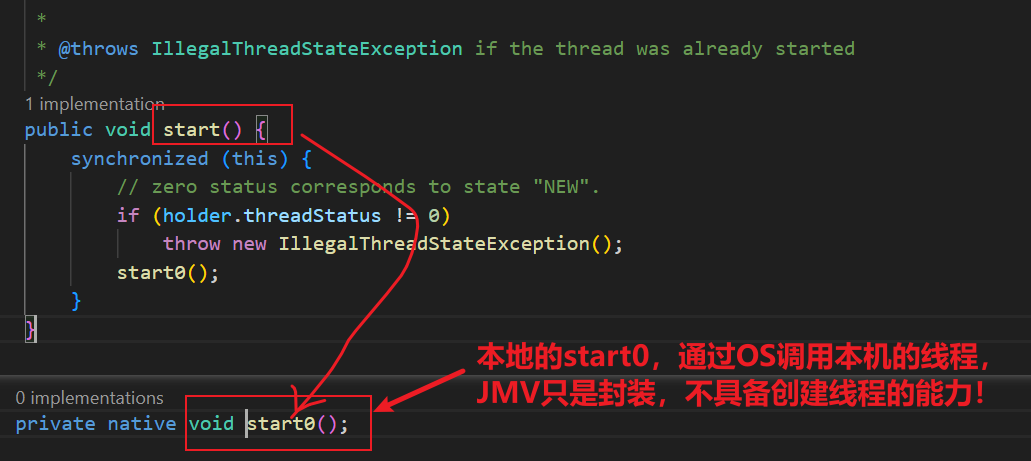 *
* @throws IllegalThreadStateException if the thread was already started
*/
1 implementation
public void start() {
synchronized (this) {
// zero status corresponds to state "NEW".
if (holder.threadStatus != 0)
throw new IllegalThreadStateException();
start0();
}
}
本地的start0，通过OS调用本机的线程，
JMV只是封装，不具备创建线程的能力！
0 implementations
private native void start0();